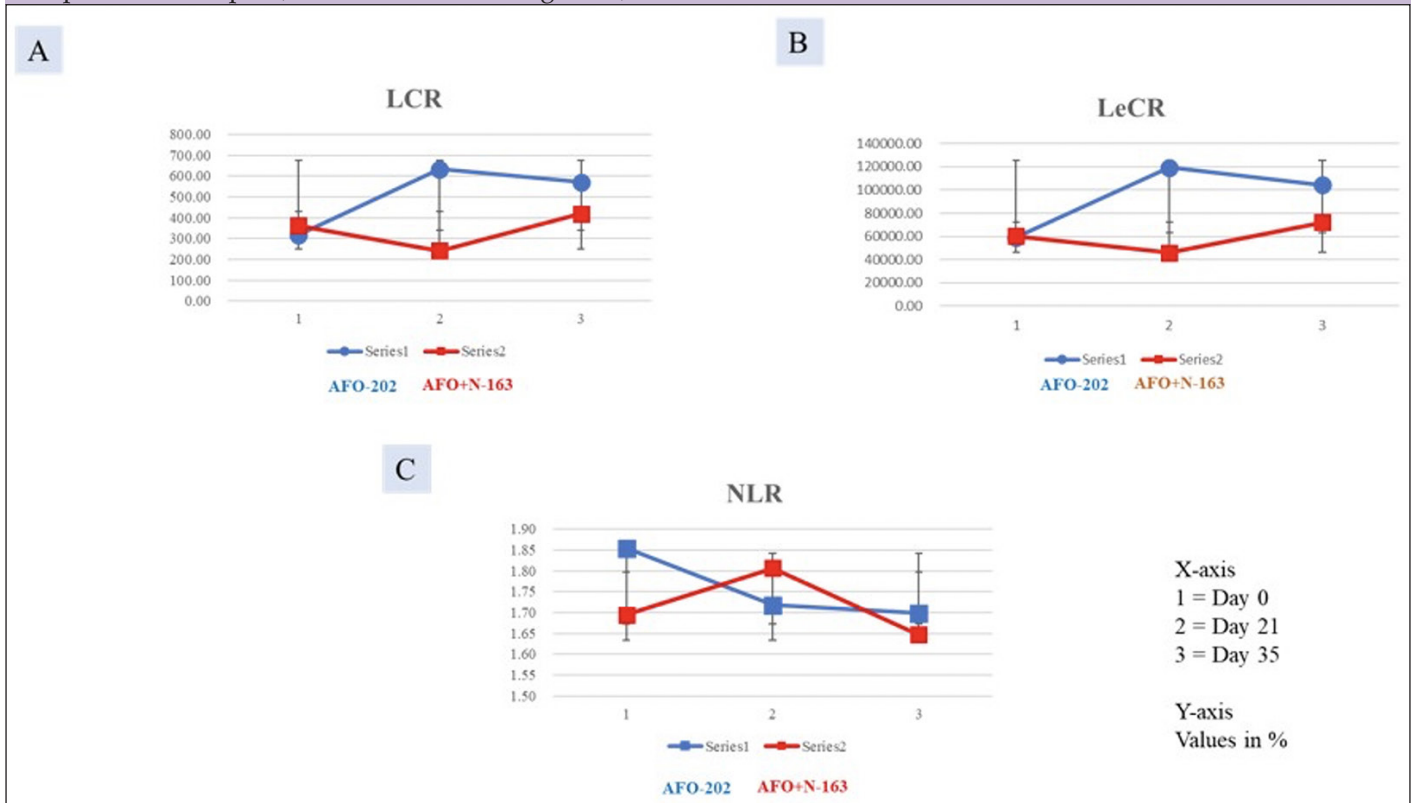 A
LCR
800.00
700.00
600.00
500.00
400.00
300.00
200.00
100.00
0.00
1 2 3
Series1 Series2
AFO-202 AFO+N-163
B
LeCR
140000.00
120000.00
100000.00
80000.00
60000.00
40000.00
20000.00
0.00
1 2 3
Series1 Series2
AFO-202 AFO+N-163
C
NLR
1.90
1.85
1.80
1.75
1.70
1.65
1.60
1.55
1.50
1 2 3
Series1 Series2
AFO-202 AFO+N-163
X-axis
1 = Day 0
2 = Day 21
3 = Day 35
Y-axis
Values in %